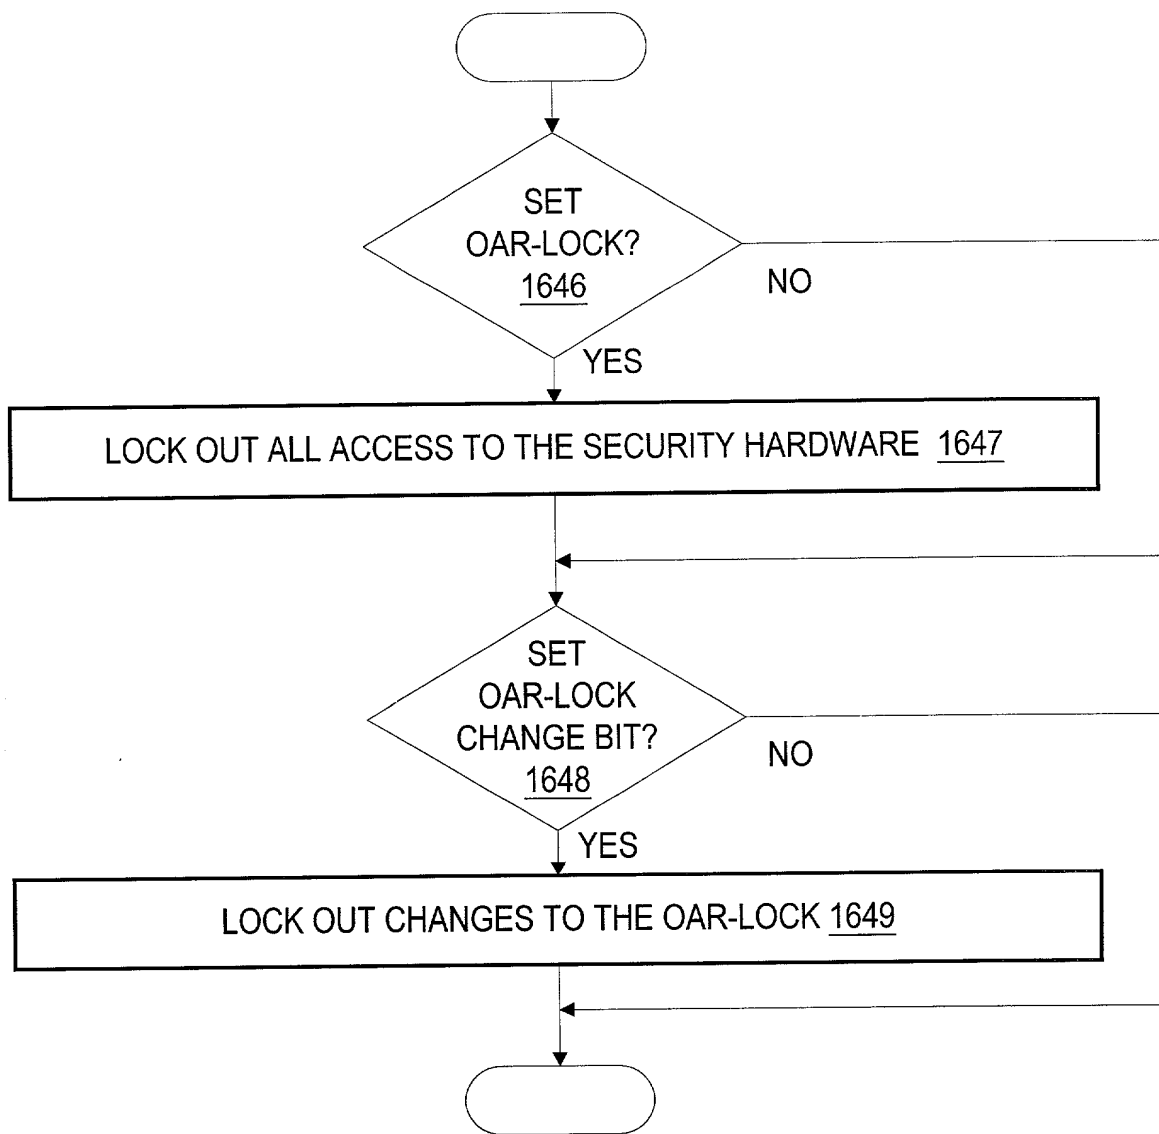 SET
OAR-LOCK?
1646
NO
YES
LOCK OUT ALL ACCESS TO THE SECURITY HARDWARE 1647
SET
OAR-LOCK
CHANGE BIT?
1648
NO
YES
LOCK OUT CHANGES TO THE OAR-LOCK 1649